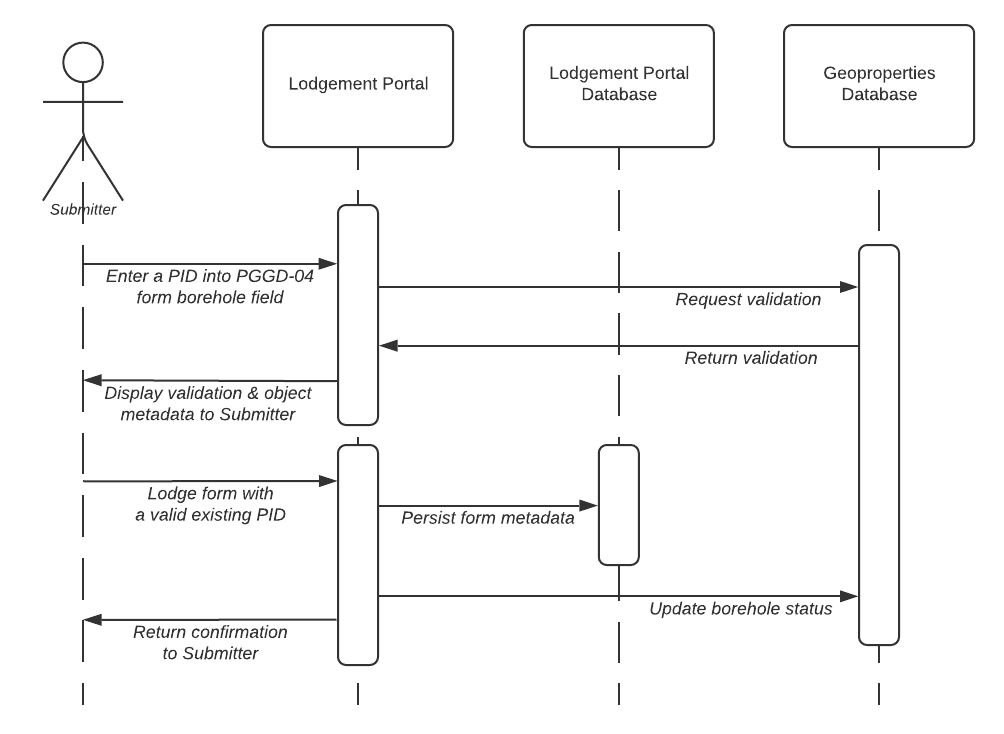 Lodgement Portal
Lodgement Portal
Database
Geoproperties
Database
Submitter
Enter a PID into PGGD-04
form borehole field
Request validation
Return validation
Display validation & object
metadata to Submitter
Lodge form with
a valid existing PID
Persist form metadata
Update borehole status
Return confirmation
to Submitter